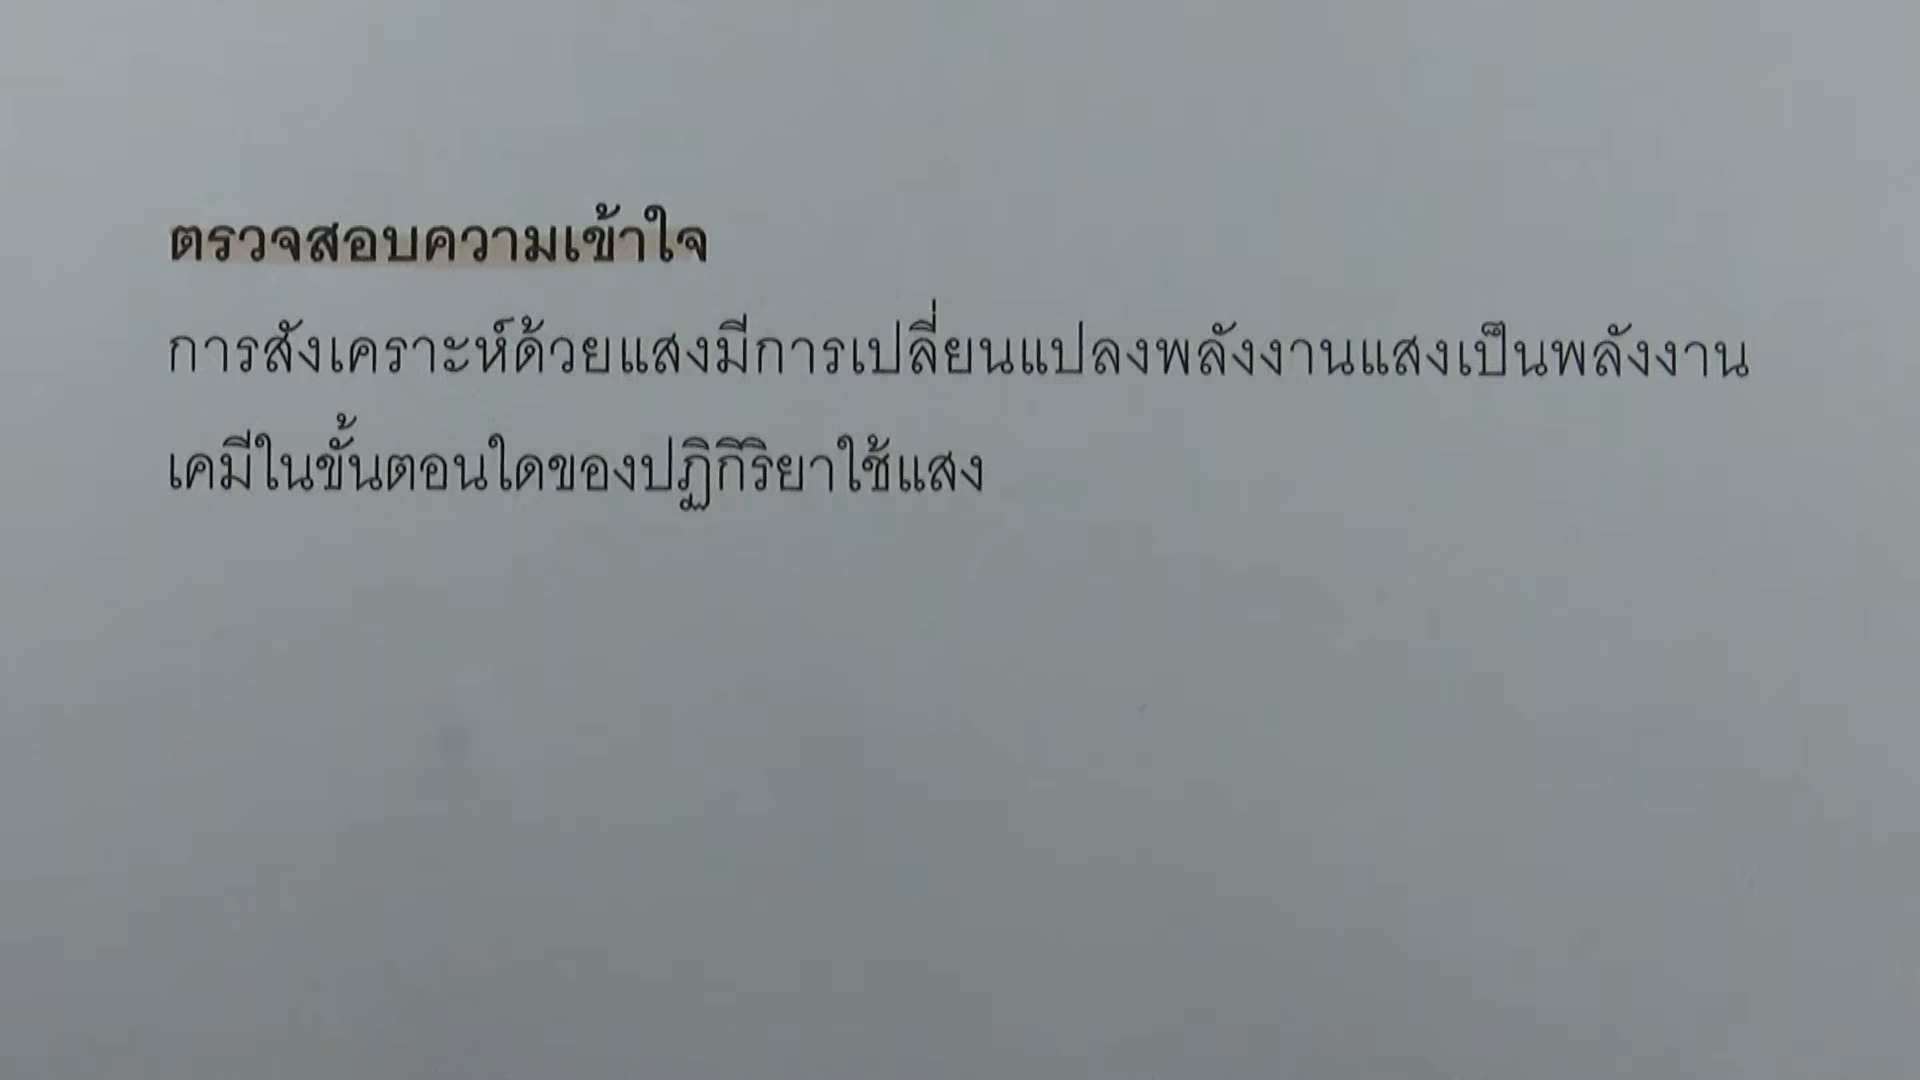 ตรวจสอบความเข้าใจ
การสังเคราะห์ด้วยแสงมีการเปลี่ยนแปลงพลังงานแสงเป็นพลังงาน
เคมีในขั้นตอนใดของปฏิกิริยาใช้แสง